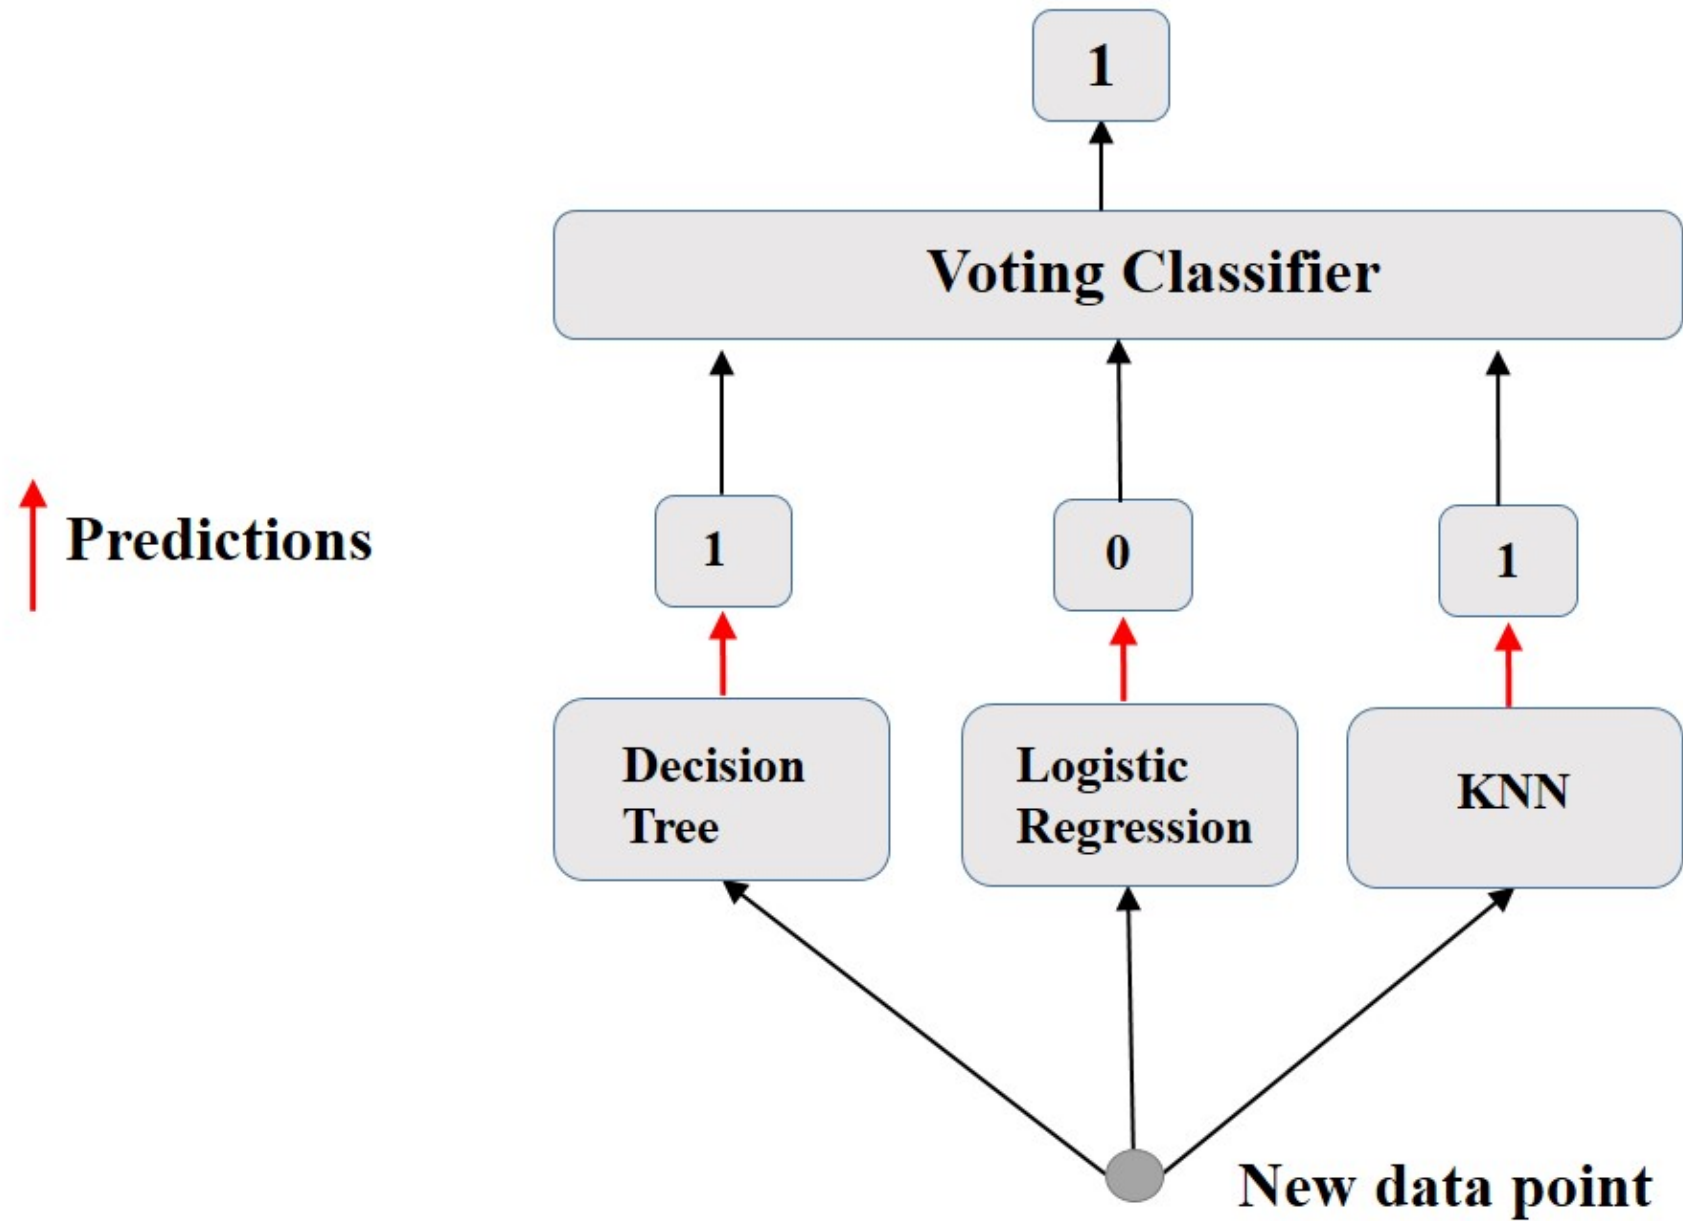 1
Voting Classifier
Predictions
1
0
1
Decision
Tree
Logistic
Regression
KNN
New data point